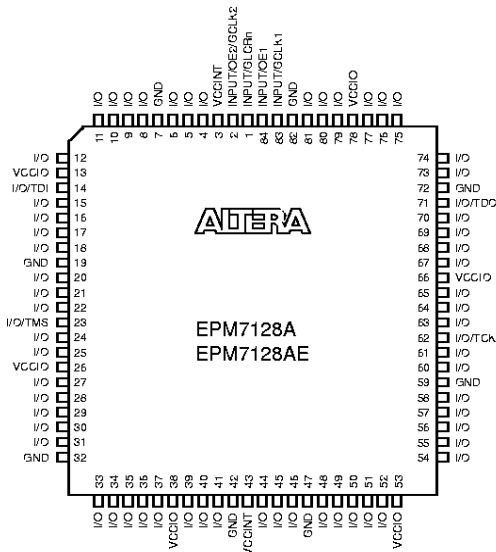 I/O I/O I/O I/O GND I/O I/O I/O VCCINT INPUT/OE2/GCLK2 INPUT/GLCRn INPUT/OE1 INPUT/GCLK1 GND I/O I/O I/O VCCIO I/O I/O I/O
11 10 9 8 7 6 5 4 3 2 1 84 83 82 81 80 79 78 77 76 75
I/O 12
VCCIO 13
I/O/TDI 14
I/O 15
I/O 16
I/O 17
I/O 18
GND 19
I/O 20
I/O 21
I/O 22
I/O/TMS 23
I/O 24
I/O 25
VCCIO 26
I/O 27
I/O 28
I/O 29
I/O 30
I/O 31
GND 32
ALTERA
EPM7128A
EPM7128AE
74 I/O
73 I/O
72 GND
71 I/O/TDO
70 I/O
69 I/O
68 I/O
67 I/O
66 VCCIO
65 I/O
64 I/O
63 I/O
62 I/O/TCK
61 I/O
60 I/O
59 GND
58 I/O
57 I/O
56 I/O
55 I/O
54 I/O
33 34 35 36 37 38 39 40 41 42 43 44 45 46 47 48 49 50 51 52 53
I/O I/O I/O I/O I/O VCCIO I/O I/O I/O GND VCCINT I/O I/O I/O GND I/O I/O I/O I/O I/O VCCIO